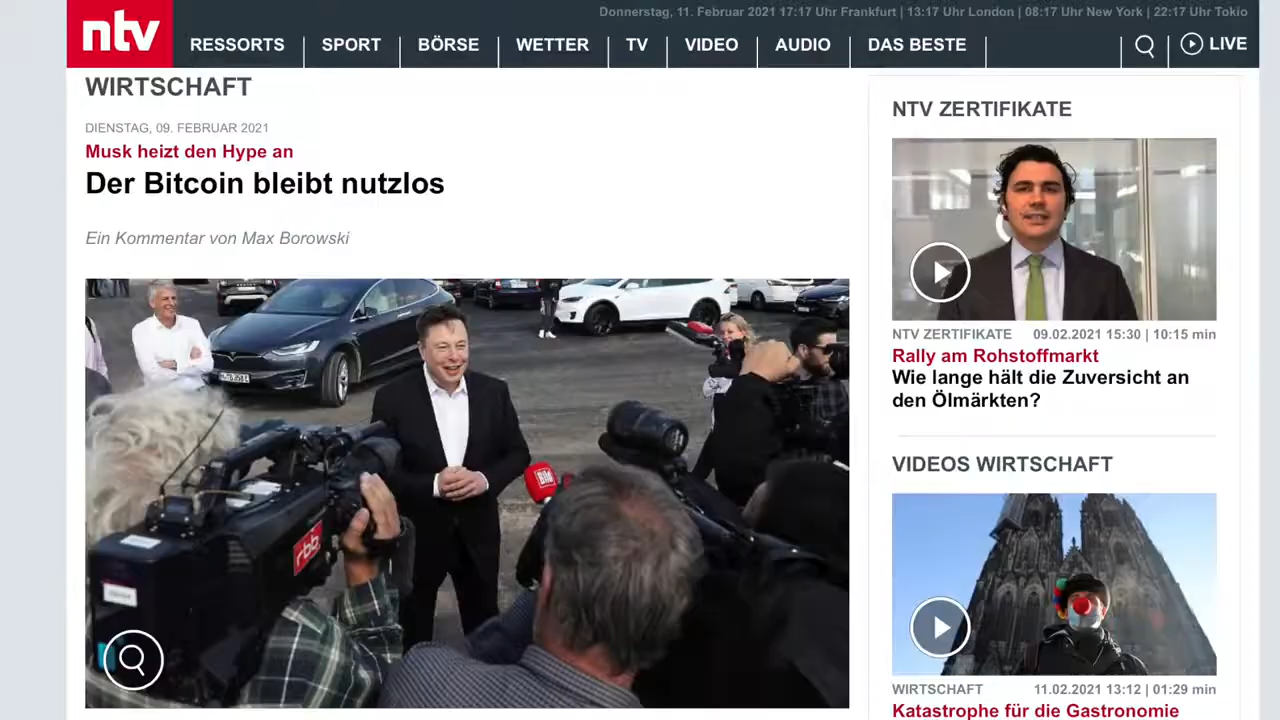 ntv
Donnerstag, 11. Februar 2021 17:17 Uhr Frankfurt | 13:17 Uhr London | 08:17 Uhr New York | 22:17 Uhr Tokio
RESSORTS SPORT BÖRSE WETTER TV VIDEO AUDIO DAS BESTE LIVE
WIRTSCHAFT
DIENSTAG, 09. FEBRUAR 2021
Musk heizt den Hype an
Der Bitcoin bleibt nutzlos
Ein Kommentar von Max Borowski
Bild
rbb
NTV ZERTIFIKATE
NTV ZERTIFIKATE 09.02.2021 15:30 | 10:15 min
Rally am Rohstoffmarkt
Wie lange hält die Zuversicht an
den Ölmärkten?
VIDEOS WIRTSCHAFT
WIRTSCHAFT 11.02.2021 13:12 | 01:29 min
Katastrophe für die Gastronomie